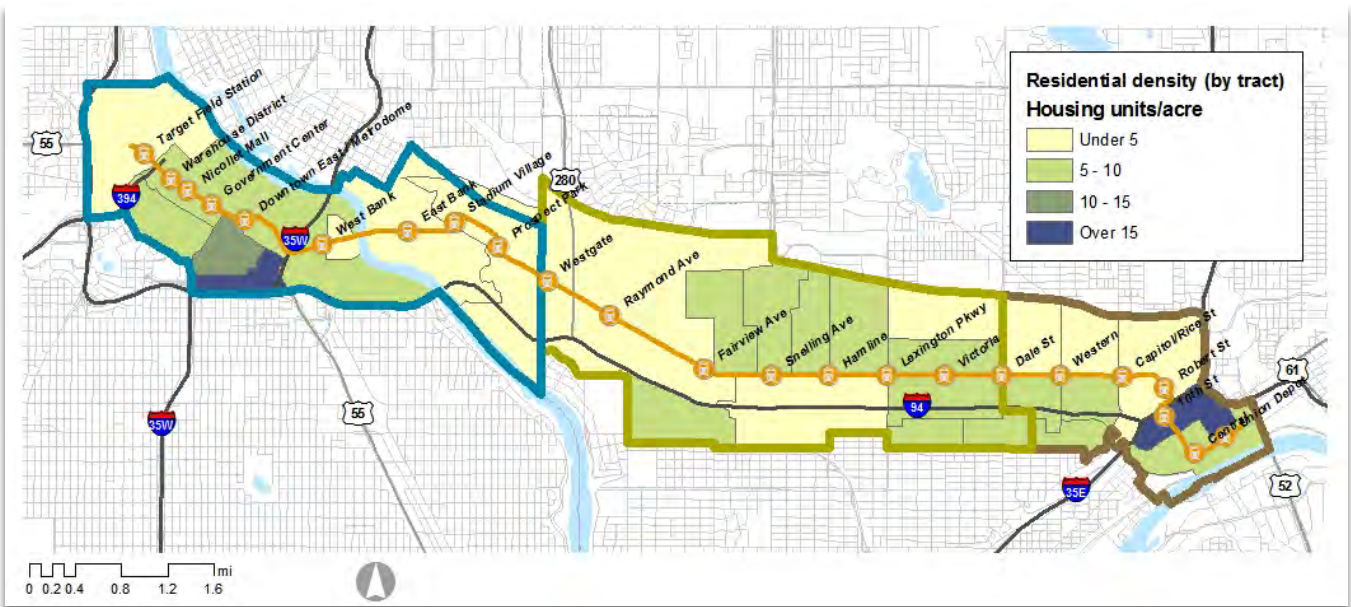 Residential density (by tract)
Housing units/acre
Under 5
5 - 10
10 - 15
Over 15
Target Field Station
Warehouse District
Nicollet Mall
Government Center
Downtown East / Metrodome
West Bank
East Bank
Stadium Village
Prospect Park
Westgate
Raymond Ave
Fairview Ave
Snelling Ave
Hamline
Lexington Pkwy
Victoria
Dale St
Western
Capitol/Rice St
Robert St
10th St
Central
Union Depot
55
394
35W
280
35W
55
94
35E
61
52
0 0.2 0.4 0.8 1.2 1.6
mi